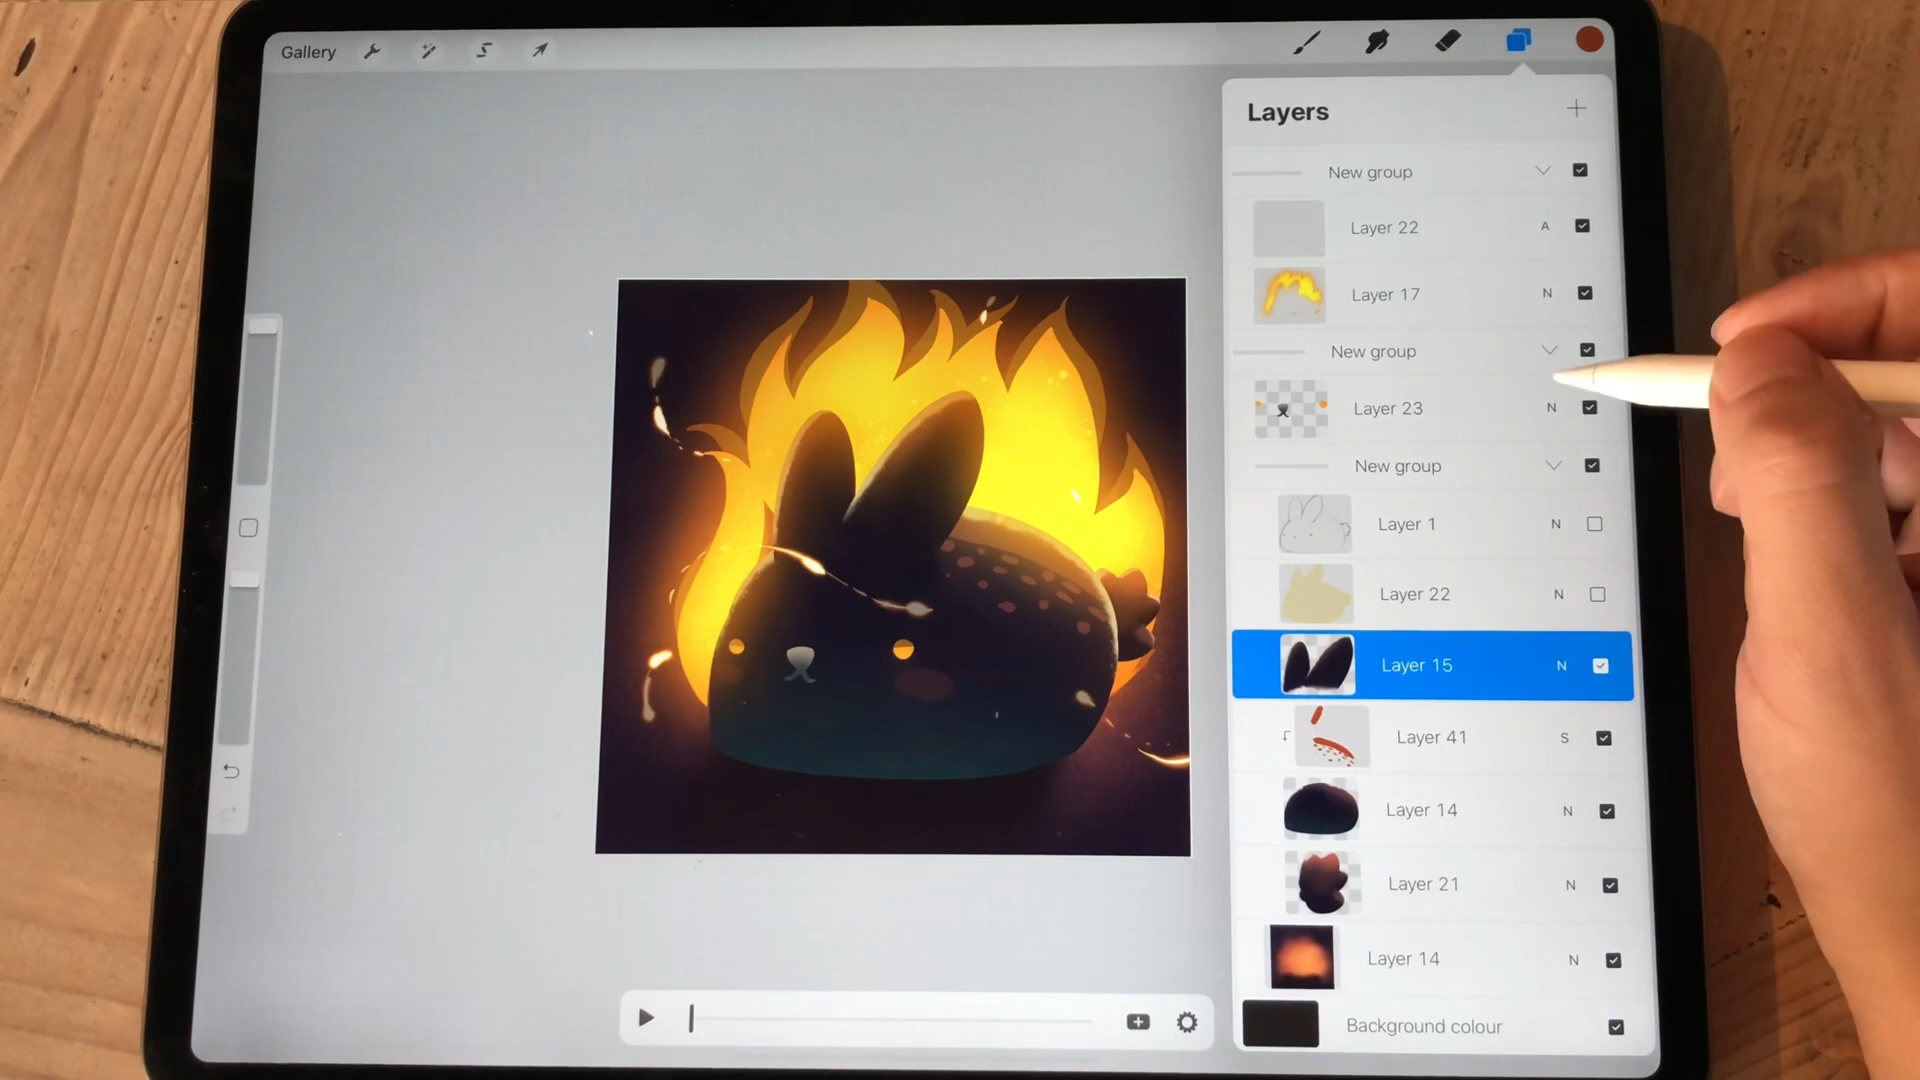 Gallery
Layers
New group
Layer 22 A
Layer 17 N
New group
Layer 23 N
New group
Layer 1 N
Layer 22 N
Layer 15 N
Layer 41 S
Layer 14 N
Layer 21 N
Layer 14 N
Background colour